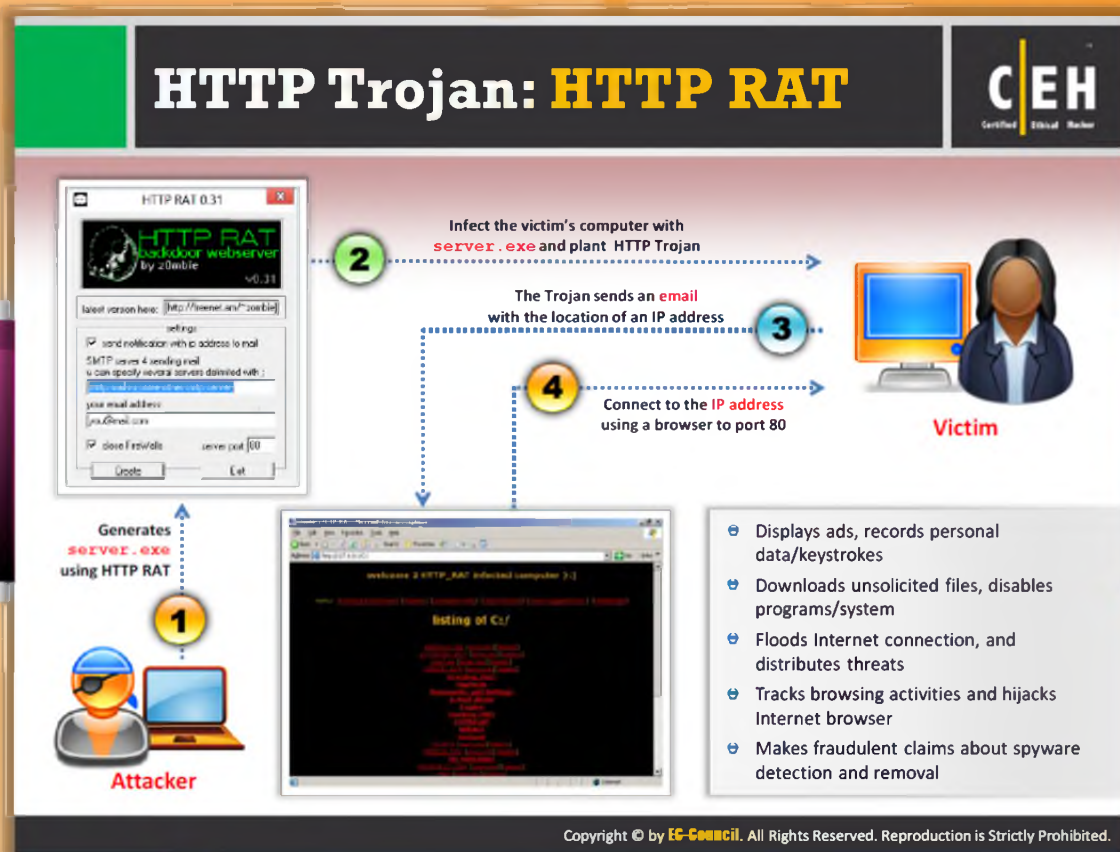 HTTP Trojan: HTTP RAT
CEH
Certified Ethical Hacker
HTTP RAT 0.31
HTTP RAT
backdoor webserver
by z0mbie
v0.31
latest version here:
settings
send notification with ip address to mail
SMTP server 4 sending mail
u can specify several servers delimited with ;
your email address:
you@mail.com
close FireWalls server port: 80
Create Exit
2
Infect the victim's computer with
server.exe and plant HTTP Trojan
The Trojan sends an email
with the location of an IP address
3
4
Connect to the IP address
using a browser to port 80
Victim
Generates
server.exe
using HTTP RAT
1
Attacker
welcome 2 HTTP_RAT infected computer }:]
listing of C:/
Displays ads, records personal
data/keystrokes
Downloads unsolicited files, disables
programs/system
Floods Internet connection, and
distributes threats
Tracks browsing activities and hijacks
Internet browser
Makes fraudulent claims about spyware
detection and removal
Copyright © by EC-Council. All Rights Reserved. Reproduction is Strictly Prohibited.